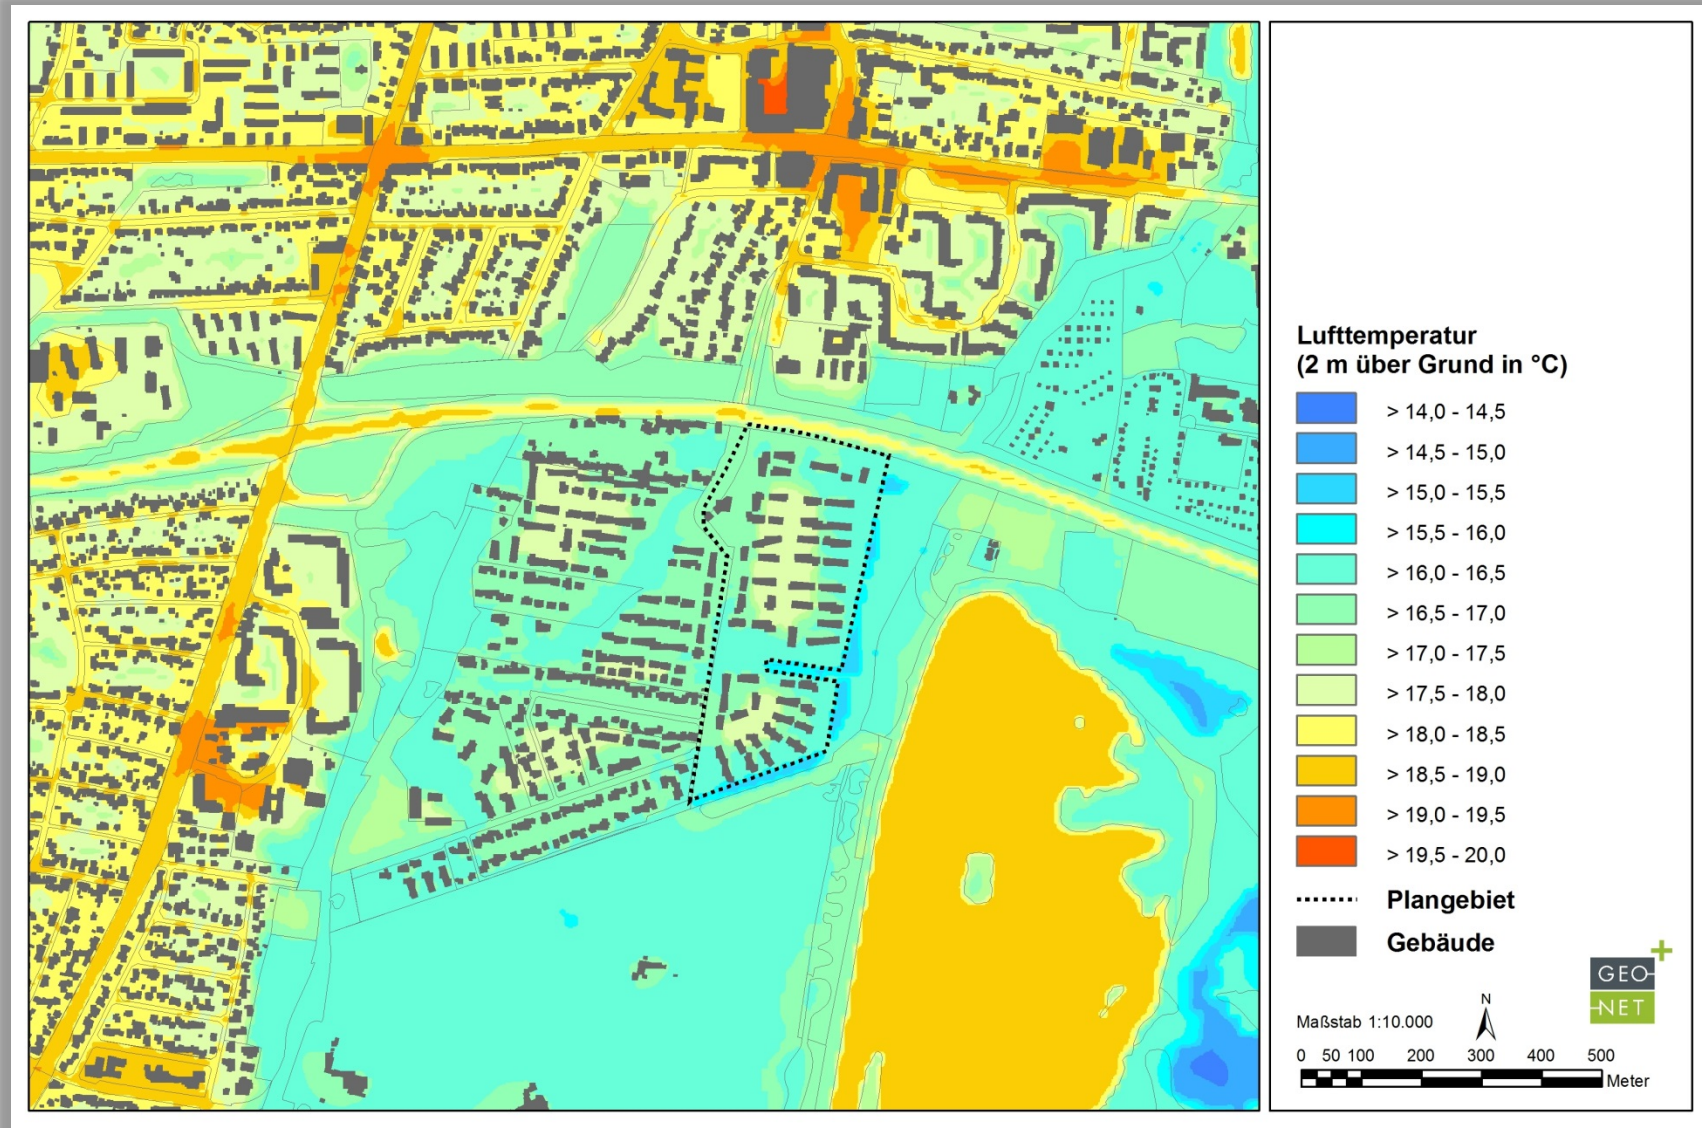 Lufttemperatur
(2 m über Grund in °C)
> 14,0 - 14,5
> 14,5 - 15,0
> 15,0 - 15,5
> 15,5 - 16,0
> 16,0 - 16,5
> 16,5 - 17,0
> 17,0 - 17,5
> 17,5 - 18,0
> 18,0 - 18,5
> 18,5 - 19,0
> 19,0 - 19,5
> 19,5 - 20,0
Plangebiet
Gebäude
GEO
NET
N
Maßstab 1:10.000
0 50 100 200 300 400 500
Meter